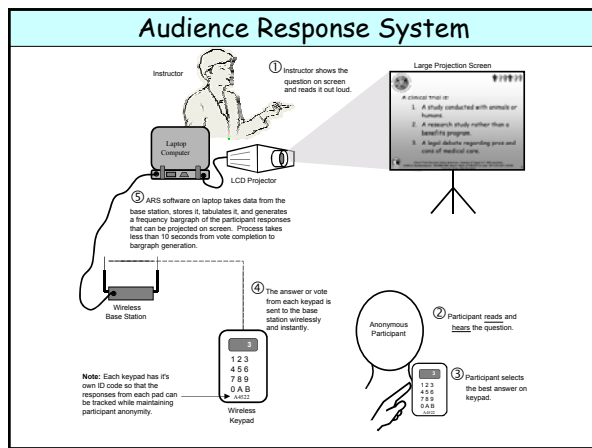 Audience Response System
Instructor
① Instructor shows the
question on screen
and reads it out loud.
Large Projection Screen
A clinical trial is:
1. A study conducted with animals or
humans.
2. A research study rather than a
benefits program.
3. A legal debate regarding pros and
cons of medical care.
Laptop
Computer
LCD Projector
⑤ ARS software on laptop takes data from the
base station, stores it, tabulates it, and generates
a frequency bargraph of the participant responses
that can be projected on screen. Process takes
less than 10 seconds from vote completion to
bargraph generation.
Wireless
Base Station
④ The answer or vote
from each keypad is
sent to the base
station wirelessly
and instantly.
3
1 2 3
4 5 6
7 8 9
0 A B
A4522
Wireless
Keypad
Note: Each keypad has it's
own ID code so that the
responses from each pad can
be tracked while maintaining
participant anonymity.
Anonymous
Participant
② Participant reads and
hears the question.
③ Participant selects
the best answer on
keypad.
3
1 2 3
4 5 6
7 8 9
0 A B
A4522